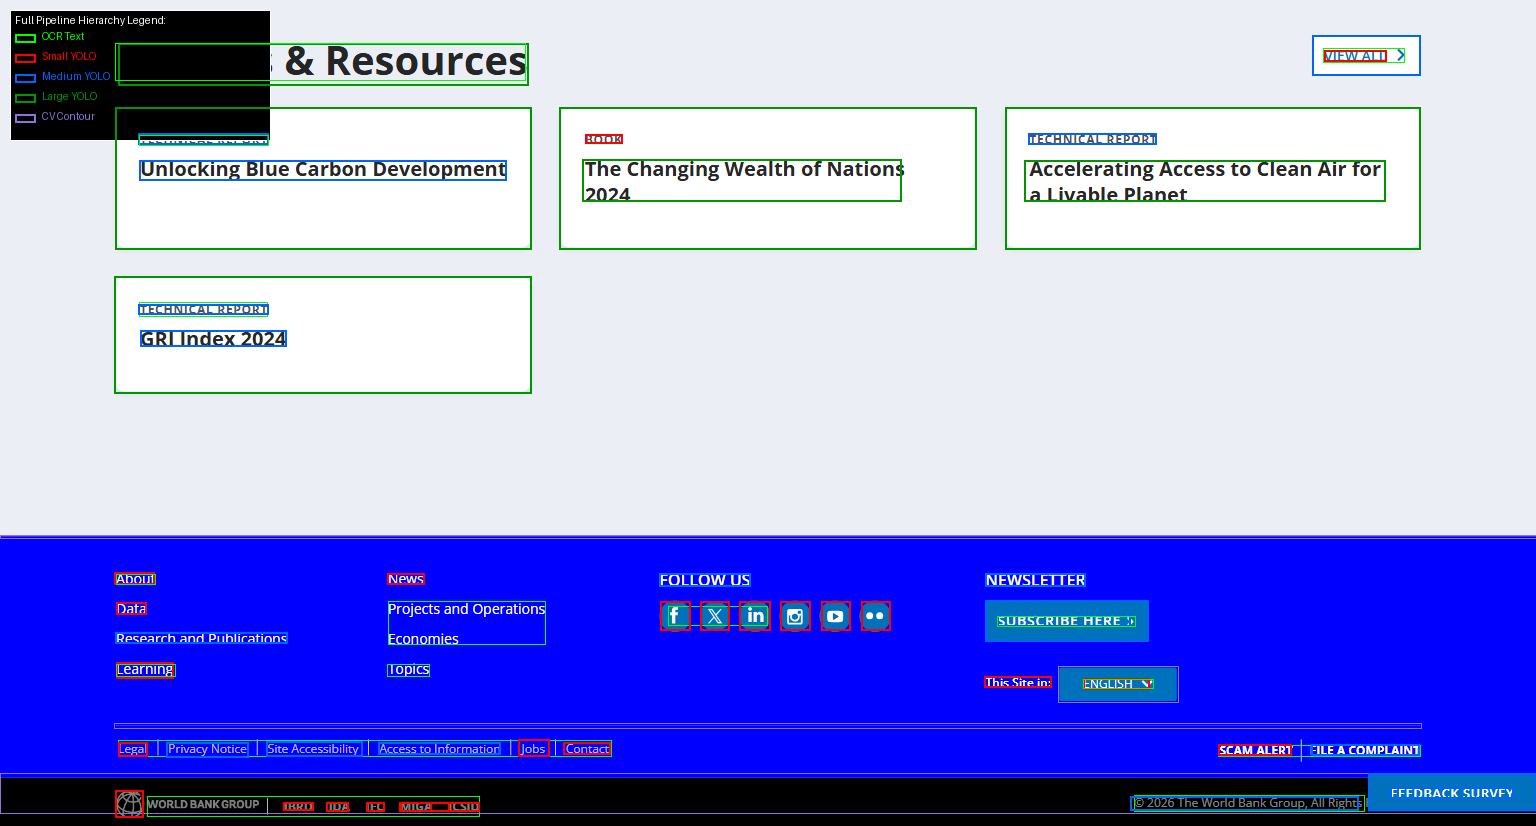 Full Pipeline Hierarchy Legend:
OCR Text
Small YOLO
Medium YOLO
Large YOLO
CV Contour
& Resources
VIEW ALL
TECHNICAL REPORT
Unlocking Blue Carbon Development
BOOK
The Changing Wealth of Nations
2024
TECHNICAL REPORT
Accelerating Access to Clean Air for
a Livable Planet
TECHNICAL REPORT
GRI Index 2024
About
Data
Research and Publications
Learning
News
Projects and Operations
Economies
Topics
FOLLOW US
NEWSLETTER
SUBSCRIBE HERE
This Site in:
ENGLISH
Legal
Privacy Notice
Site Accessibility
Access to Information
Jobs
Contact
SCAM ALERT
FILE A COMPLAINT
WORLD BANK GROUP
IBRD
IDA
IFC
MIGA
ICSID
© 2026 The World Bank Group, All Rights
FEEDBACK SURVEY